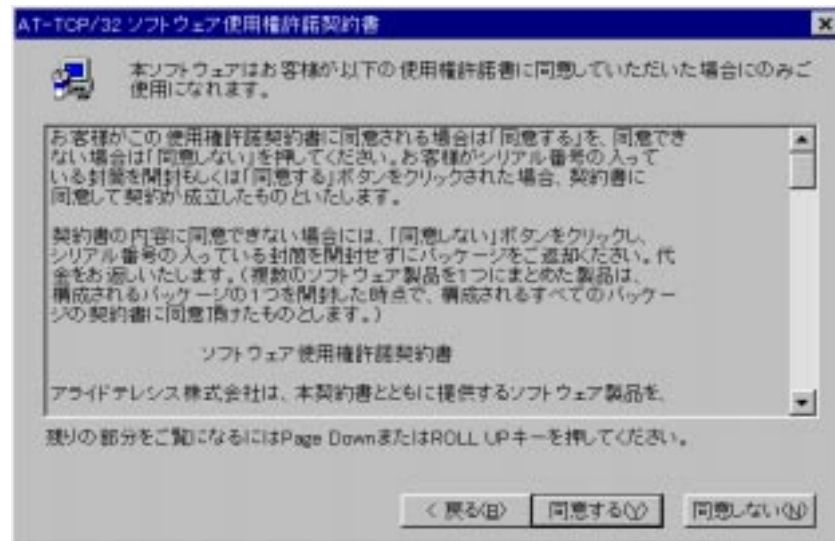 AT-TCP/32 ソフトウェア使用権許諾契約書
本ソフトウェアはお客様が以下の使用権許諾書に同意していただいた場合にのみご
使用になれます。
お客様がこの使用権許諾契約書に同意される場合は「同意する」を、同意でき
ない場合は「同意しない」を押してください。お客様がシリアル番号の入って
いる封筒を開封もしくは「同意する」ボタンをクリックされた場合、契約書に
同意して契約が成立したものといたします。
契約書の内容に同意できない場合には、「同意しない」ボタンをクリックし、
シリアル番号の入っている封筒を開封せずにパッケージをご返却ください。代
金をお返しいたします。(複数のソフトウェア製品を1つにまとめた製品は、
構成されるパッケージの1つを開封した時点で、構成されるすべてのパッケー
ジの契約書に同意頂けたものとします。)
ソフトウェア使用権許諾契約書
アライドテレシス株式会社は、本契約書とともに提供するソフトウェア製品を、
残りの部分をご覧になるにはPage DownまたはROLL UPキーを押してください。
< 戻る(B) 同意する(Y) 同意しない(N)